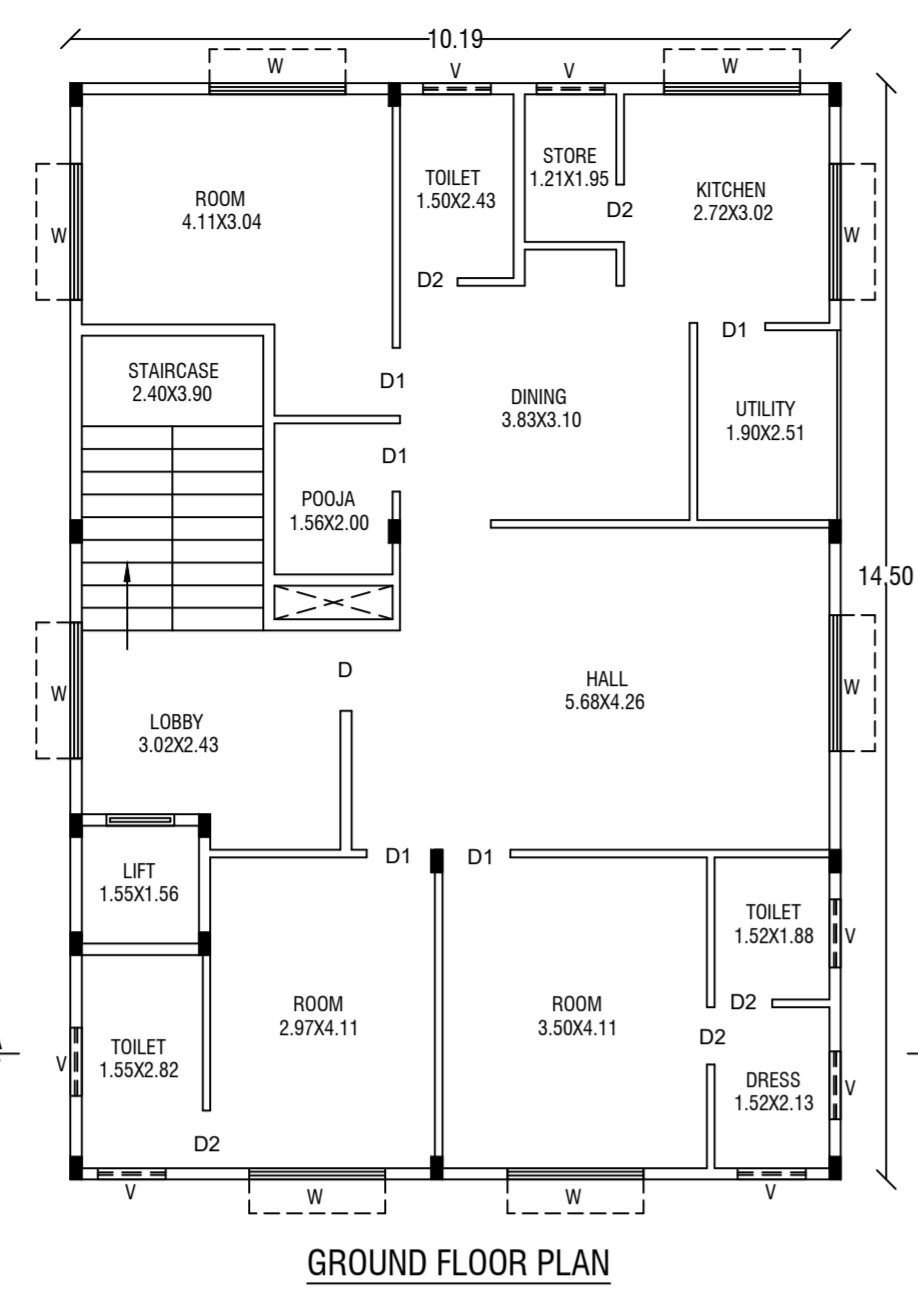 10.19
W
V
V
W
ROOM
4.11X3.04
TOILET
1.50X2.43
STORE
1.21X1.95
D2
KITCHEN
2.72X3.02
W
W
D2
D1
STAIRCASE
2.40X3.90
D1
DINING
3.83X3.10
UTILITY
1.90X2.51
D1
POOJA
1.56X2.00
14.50
D
HALL
5.68X4.26
W
W
LOBBY
3.02X2.43
D1
D1
LIFT
1.55X1.56
TOILET
1.52X1.88
V
D2
ROOM
2.97X4.11
ROOM
3.50X4.11
D2
TOILET
1.55X2.82
V
DRESS
1.52X2.13
V
D2
V
W
W
V
GROUND FLOOR PLAN